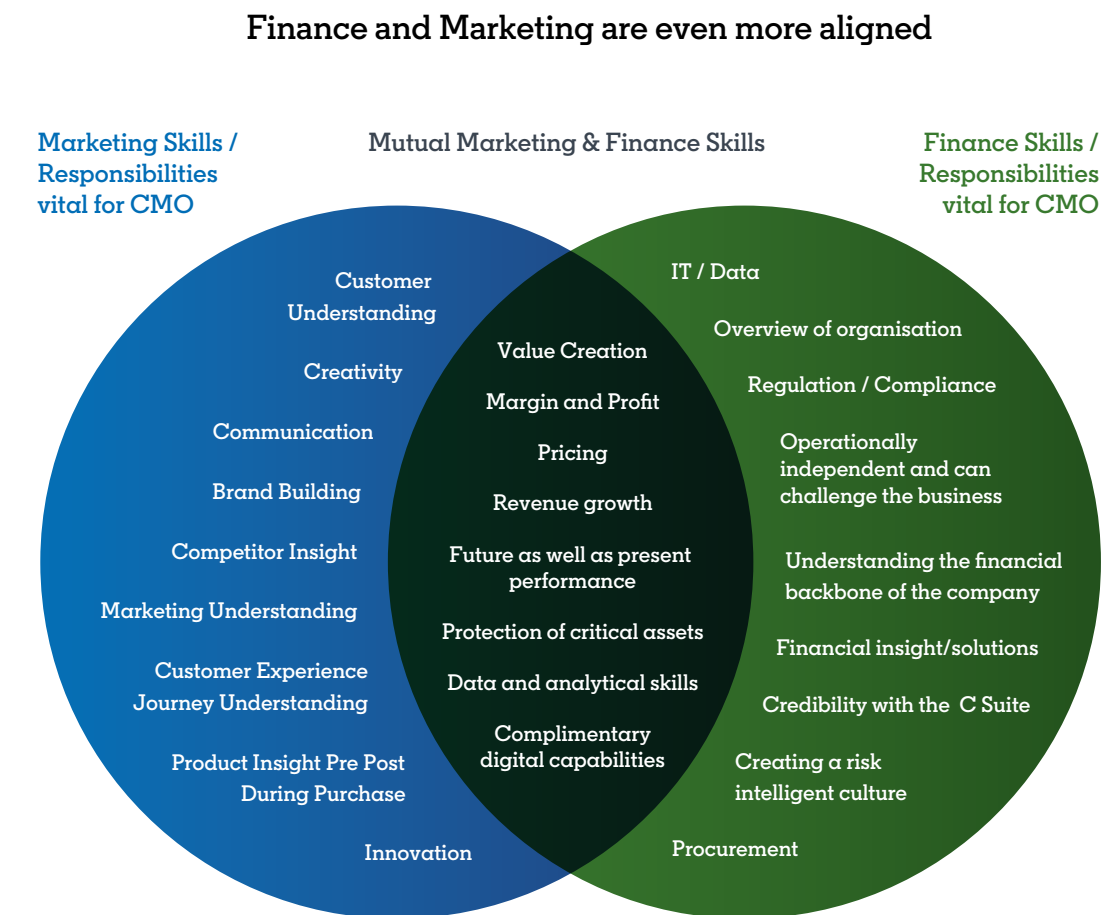 Finance and Marketing are even more aligned
Marketing Skills /
Responsibilities
vital for CMO
Mutual Marketing & Finance Skills
Finance Skills /
Responsibilities
vital for CMO
Customer
Understanding
Creativity
Communication
Brand Building
Competitor Insight
Marketing Understanding
Customer Experience
Journey Understanding
Product Insight Pre Post
During Purchase
Innovation
Value Creation
Margin and Profit
Pricing
Revenue growth
Future as well as present
performance
Protection of critical assets
Data and analytical skills
Complimentary
digital capabilities
IT / Data
Overview of organisation
Regulation / Compliance
Operationally
independent and can
challenge the business
Understanding the financial
backbone of the company
Financial insight/solutions
Credibility with the C Suite
Creating a risk
intelligent culture
Procurement